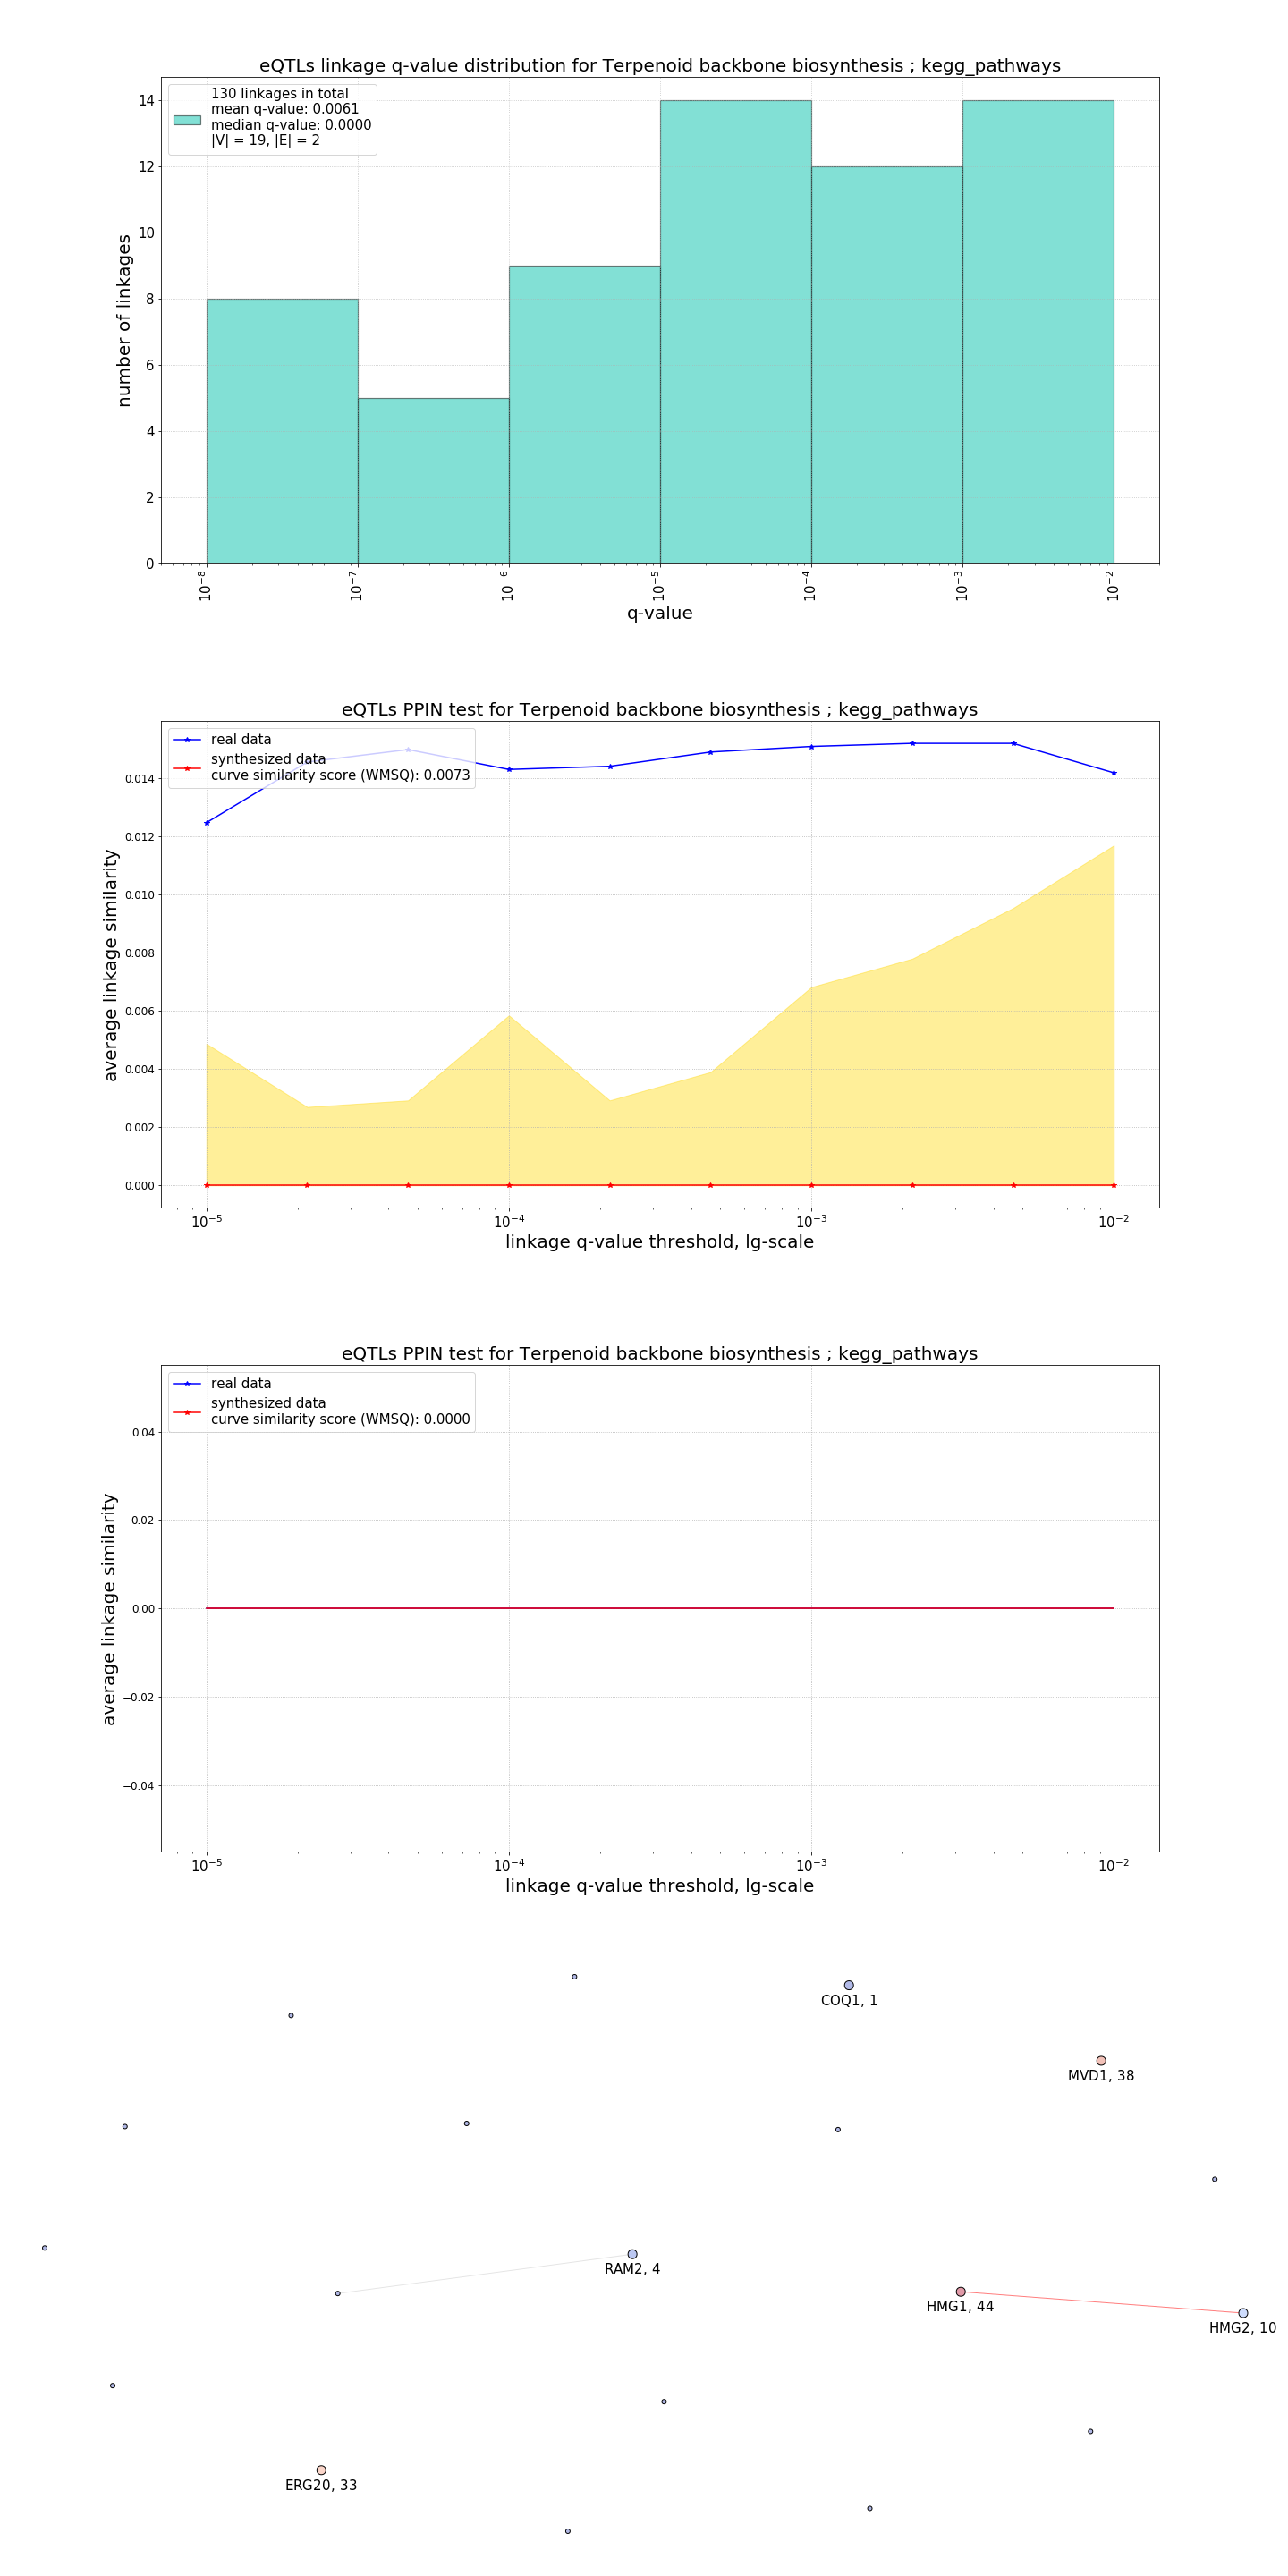 eQTLs linkage q-value distribution for Terpenoid backbone biosynthesis ; kegg_pathways
130 linkages in total
mean q-value: 0.0061
median q-value: 0.0000
|V| = 19, |E| = 2
number of linkages
14
12
10
8
6
4
2
0
10⁻⁸ 10⁻⁷ 10⁻⁶ 10⁻⁵ 10⁻⁴ 10⁻³ 10⁻²
q-value
eQTLs PPIN test for Terpenoid backbone biosynthesis ; kegg_pathways
real data
synthesized data
curve similarity score (WMSQ): 0.0073
average linkage similarity
0.014
0.012
0.010
0.008
0.006
0.004
0.002
0.000
10⁻⁵ 10⁻⁴ 10⁻³ 10⁻²
linkage q-value threshold, lg-scale
eQTLs PPIN test for Terpenoid backbone biosynthesis ; kegg_pathways
real data
synthesized data
curve similarity score (WMSQ): 0.0000
average linkage similarity
0.04
0.02
0.00
−0.02
−0.04
10⁻⁵ 10⁻⁴ 10⁻³ 10⁻²
linkage q-value threshold, lg-scale
COQ1, 1
MVD1, 38
RAM2, 4
HMG1, 44
HMG2, 10
ERG20, 33